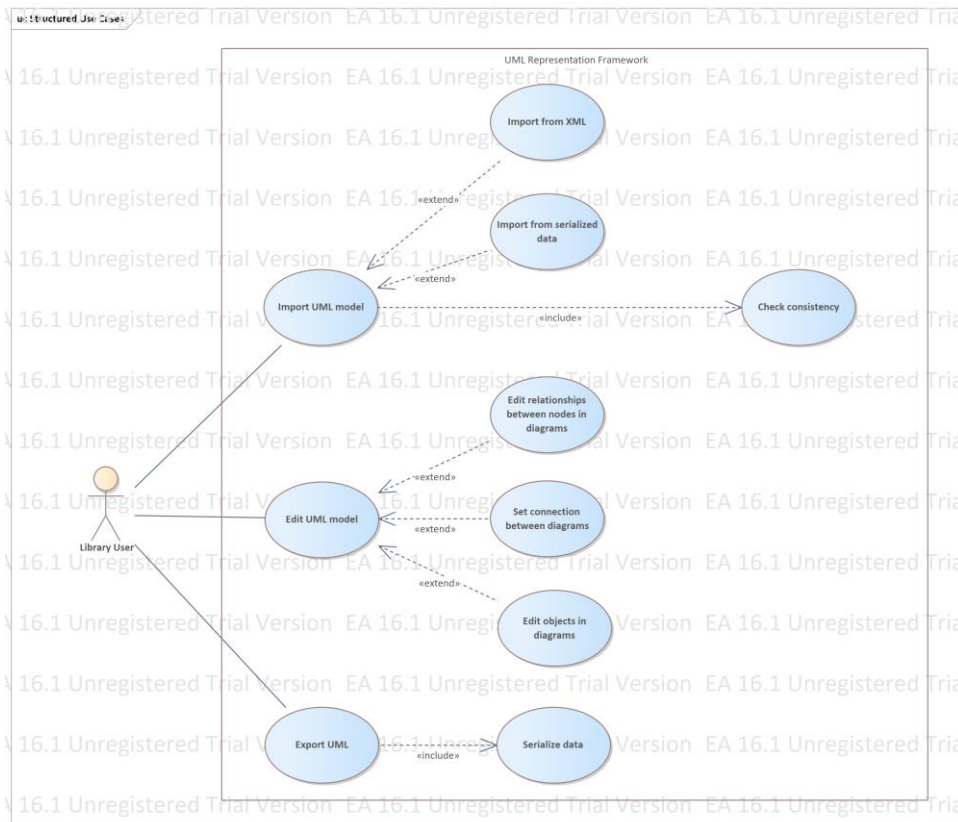 uc Structured Use Cases
UML Representation Framework
Import from XML
«extend»
Import from serialized
data
«extend»
Import UML model
«include»
Check consistency
Edit relationships
between nodes in
diagrams
«extend»
Edit UML model
Set connection
between diagrams
«extend»
Library User
«extend»
Edit objects in
diagrams
Export UML
«include»
Serialize data
EA 16.1 Unregistered Trial Version